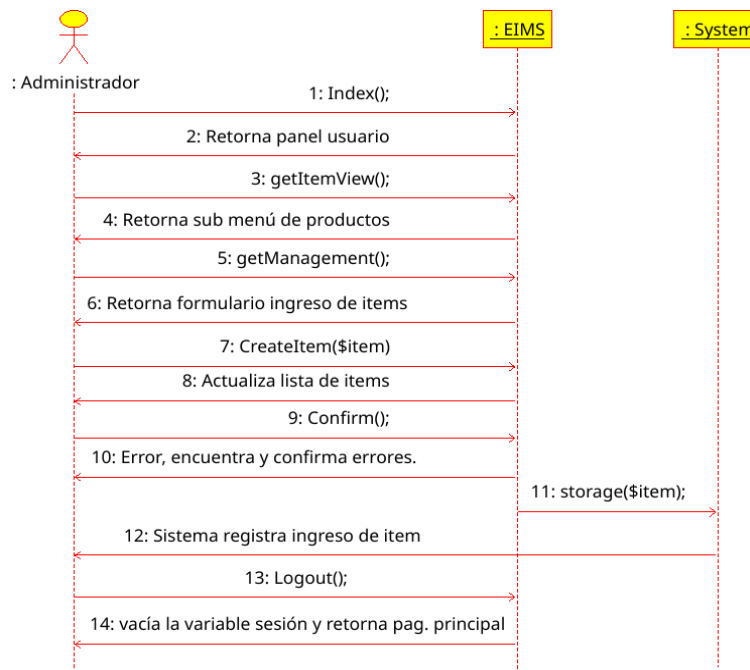 : EIMS
: System
: Administrador
1: Index();
2: Retorna panel usuario
3: getItemView();
4: Retorna sub menú de productos
5: getManagement();
6: Retorna formulario ingreso de items
7: CreateItem($item)
8: Actualiza lista de items
9: Confirm();
10: Error, encuentra y confirma errores.
11: storage($item);
12: Sistema registra ingreso de item
13: Logout();
14: vacía la variable sesión y retorna pag. principal